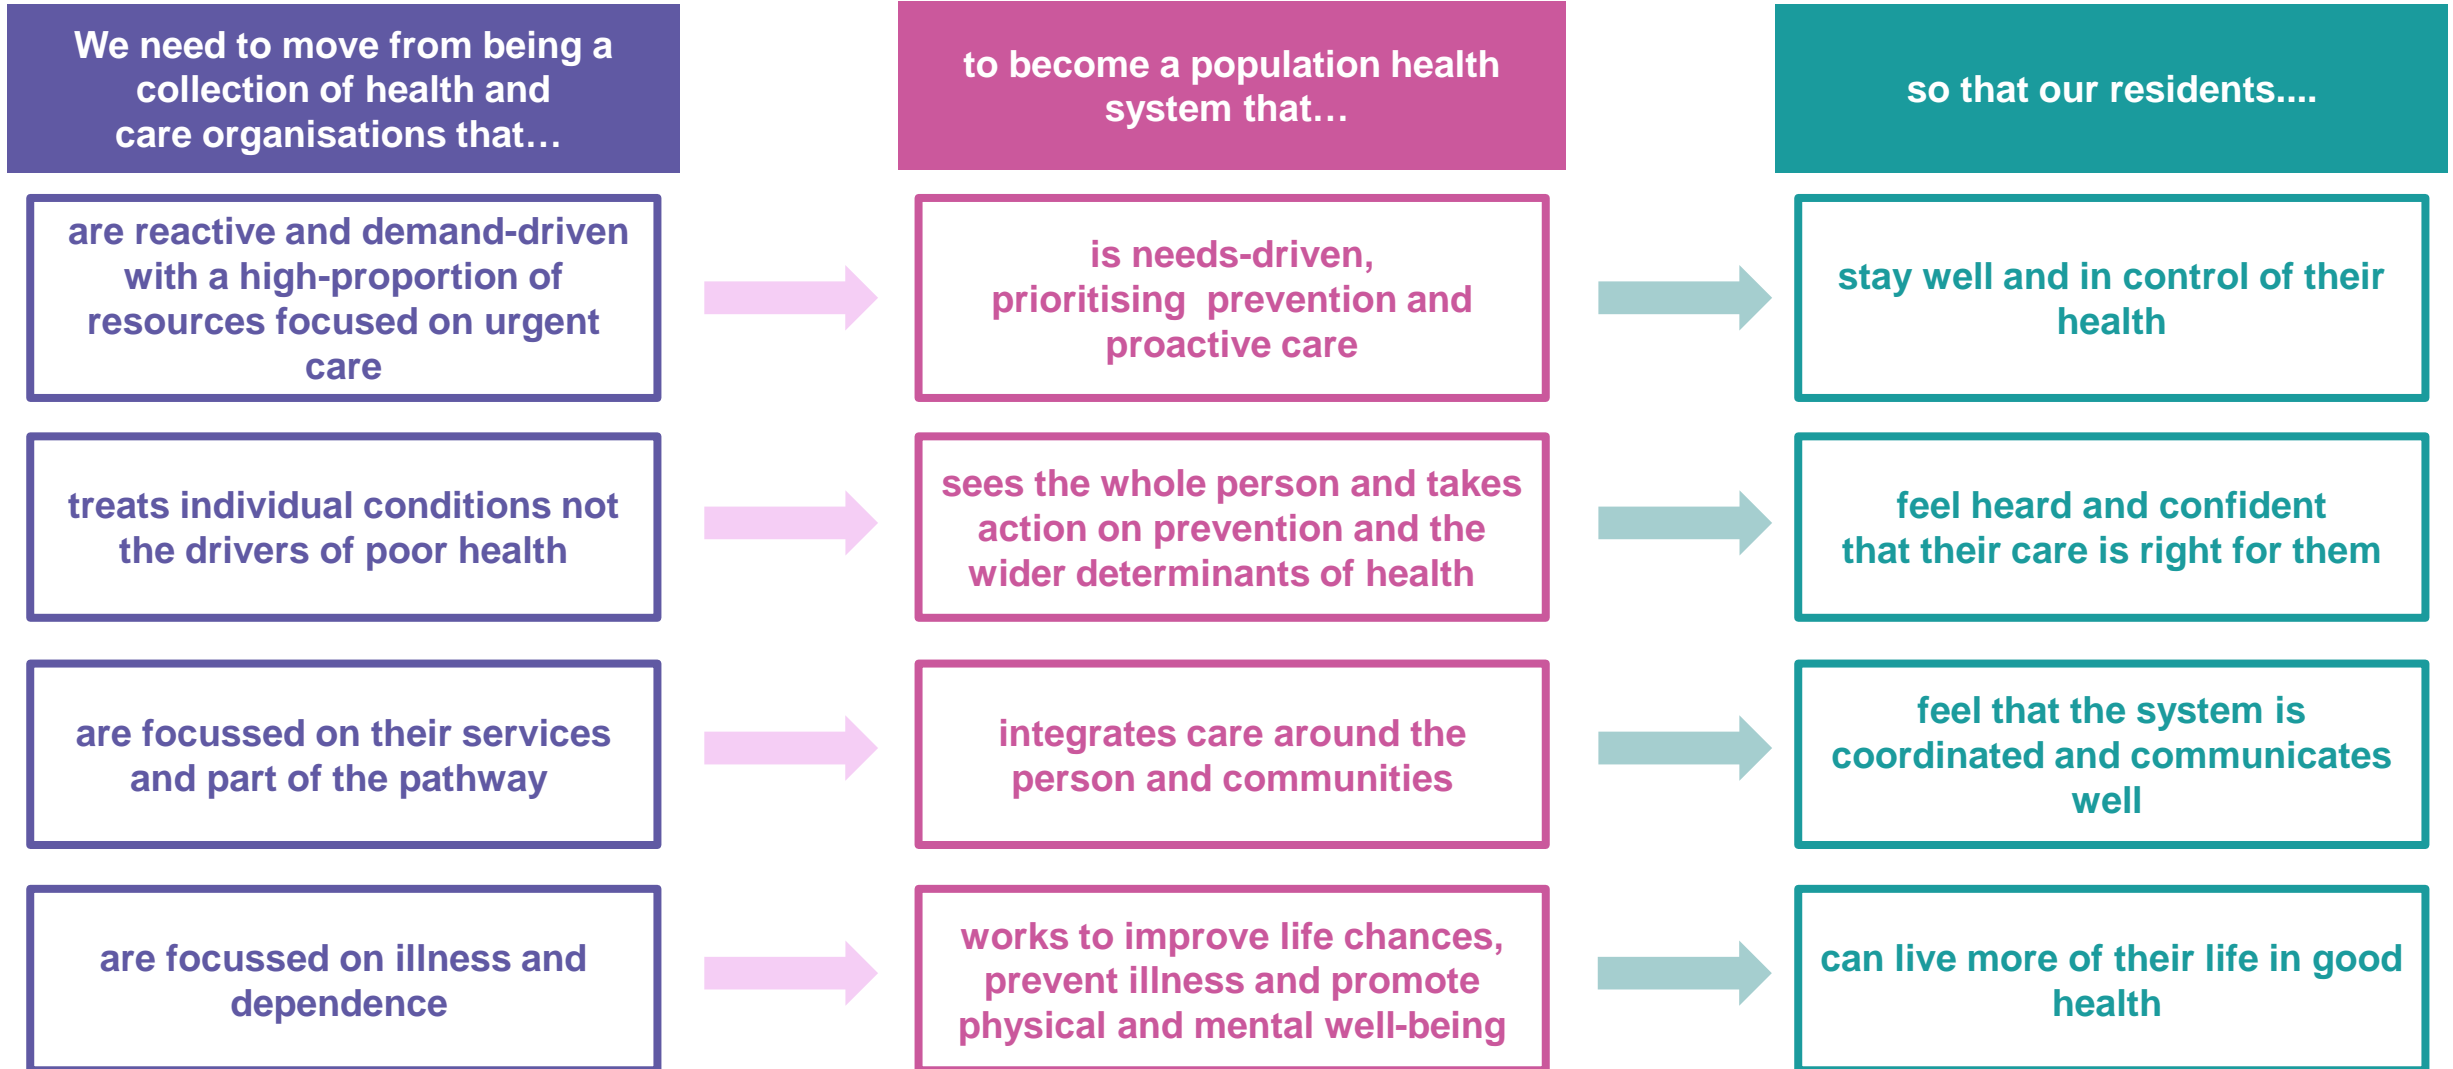 We need to move from being a
collection of health and
care organisations that…
to become a population health
system that…
so that our residents....
are reactive and demand-driven
with a high-proportion of
resources focused on urgent
care
is needs-driven,
prioritising  prevention and
proactive care
stay well and in control of their
health
treats individual conditions not
the drivers of poor health
sees the whole person and takes
action on prevention and the
wider determinants of health
feel heard and confident
that their care is right for them
are focussed on their services
and part of the pathway
integrates care around the
person and communities
feel that the system is
coordinated and communicates
well
are focussed on illness and
dependence
works to improve life chances,
prevent illness and promote
physical and mental well-being
can live more of their life in good
health